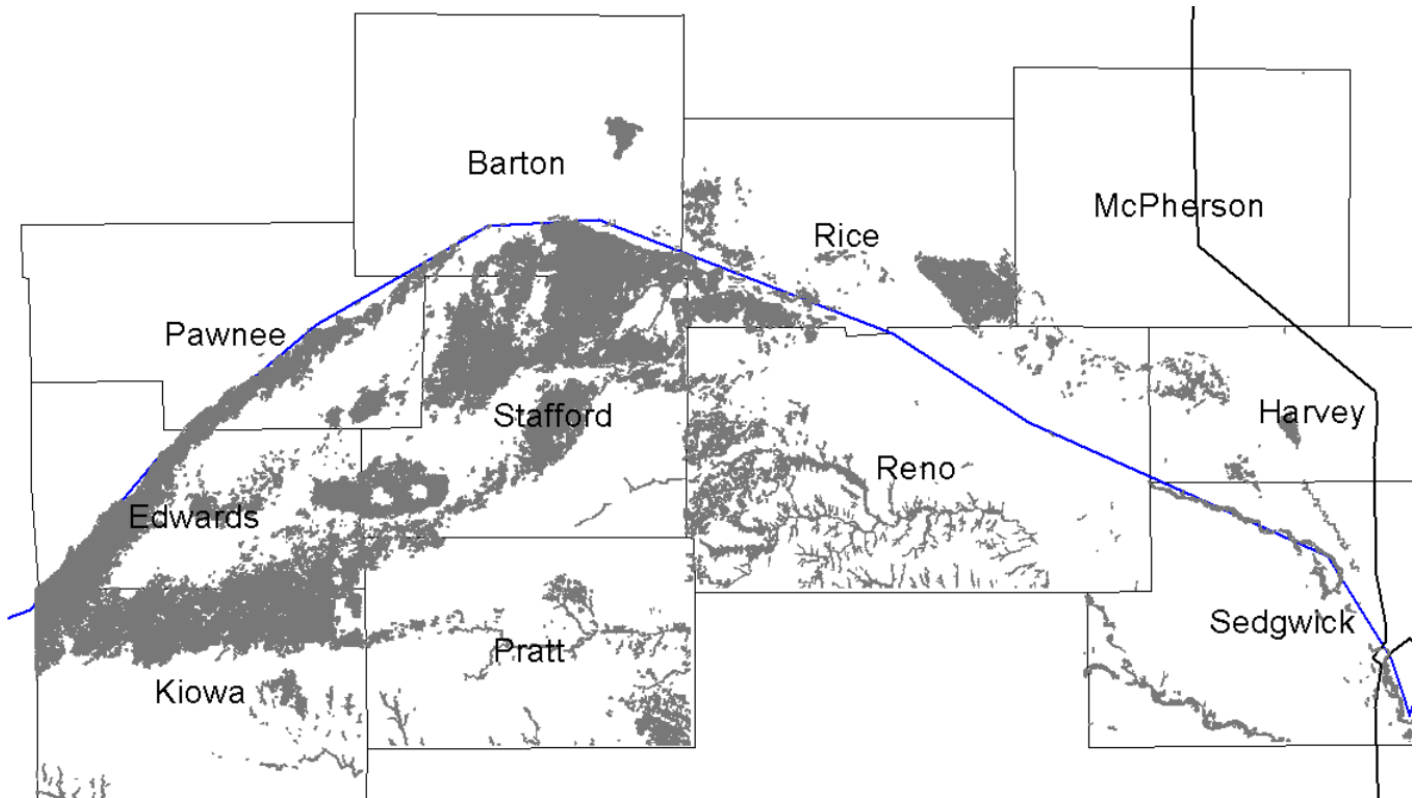 Barton
McPherson
Rice
Pawnee
Stafford
Harvey
Reno
Edwards
Sedgwick
Pratt
Kiowa